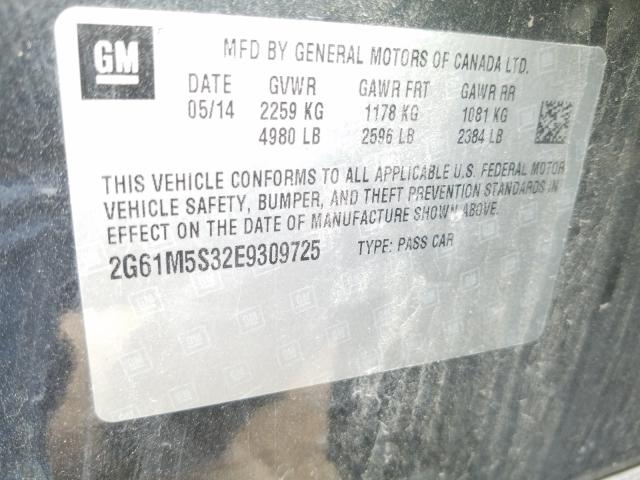 GM
MFD BY GENERAL MOTORS OF CANADA LTD.
DATE GVWR GAWR FRT GAWR RR
05/14 2259 KG 1178 KG 1081 KG
4980 LB 2596 LB 2384 LB
THIS VEHICLE CONFORMS TO ALL APPLICABLE U.S. FEDERAL MOTOR
VEHICLE SAFETY, BUMPER, AND THEFT PREVENTION STANDARDS IN
EFFECT ON THE DATE OF MANUFACTURE SHOWN ABOVE.
2G61M5S32E9309725 TYPE: PASS CAR